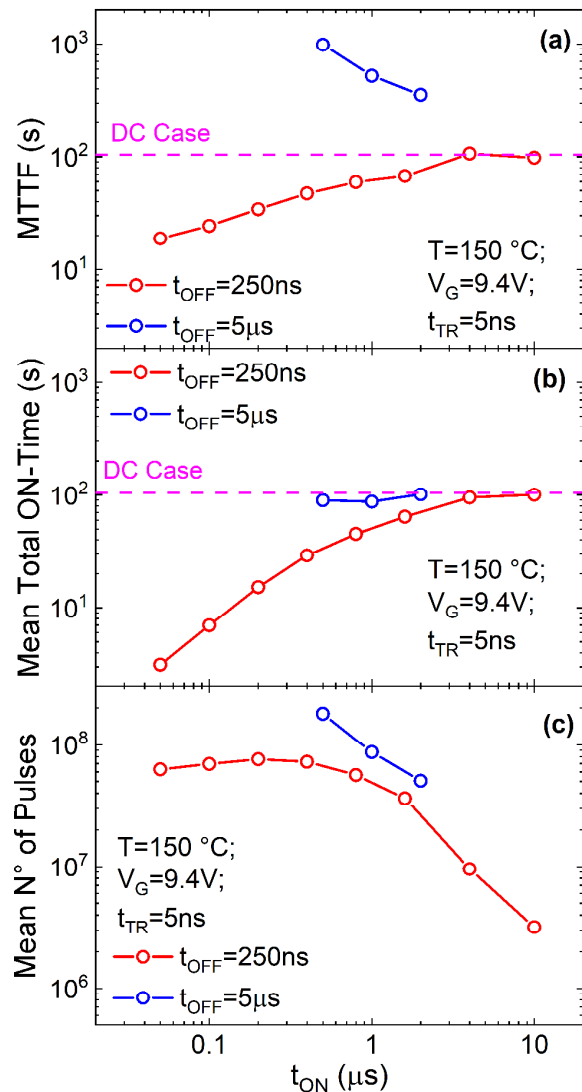 (a)
10³
MTTF (s)
DC Case
10²
10¹
t_OFF=250ns
t_OFF=5μs
T=150 °C;
V_G=9.4V;
t_TR=5ns
(b)
10³
Mean Total ON-Time (s)
t_OFF=250ns
t_OFF=5μs
DC Case
10²
10¹
T=150 °C;
V_G=9.4V;
t_TR=5ns
(c)
Mean N° of Pulses
10⁸
10⁷
10⁶
T=150 °C;
V_G=9.4V;
t_TR=5ns
t_OFF=250ns
t_OFF=5μs
0.1 1 10
t_ON (μs)